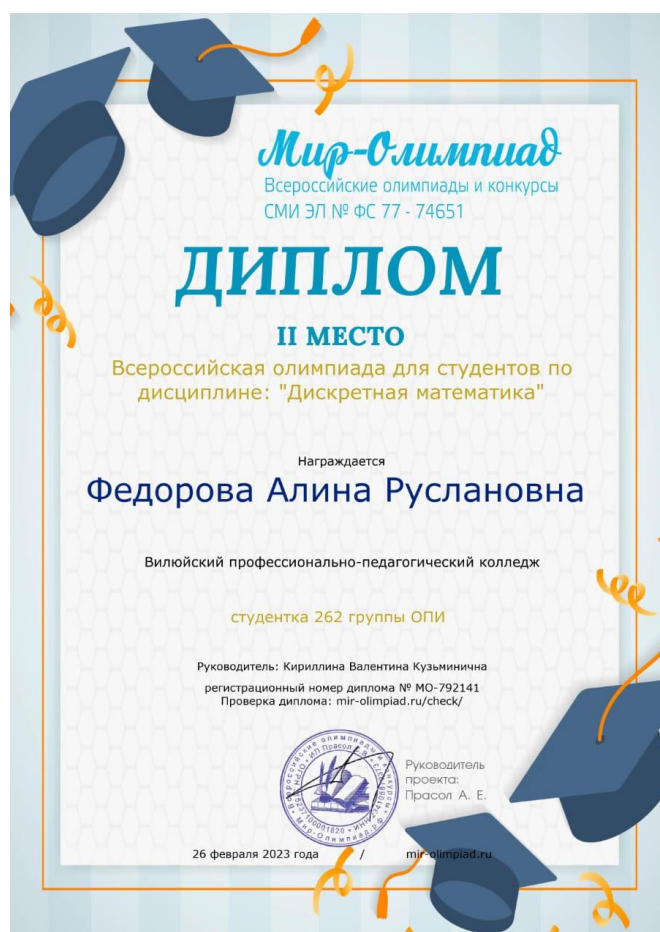 Мир-Олимпиад
Всероссийские олимпиады и конкурсы
СМИ ЭЛ № ФС 77 - 74651
ДИПЛОМ
II МЕСТО
Всероссийская олимпиада для студентов по
дисциплине: "Дискретная математика"
Награждается
Федорова Алина Руслановна
Вилюйский профессионально-педагогический колледж
студентка 262 группы ОПИ
Руководитель: Кириллина Валентина Кузьминична
регистрационный номер диплома № МО-792141
Проверка диплома: mir-olimpiad.ru/check/
Руководитель
проекта:
Прасол А. Е.
26 февраля 2023 года / mir-olimpiad.ru